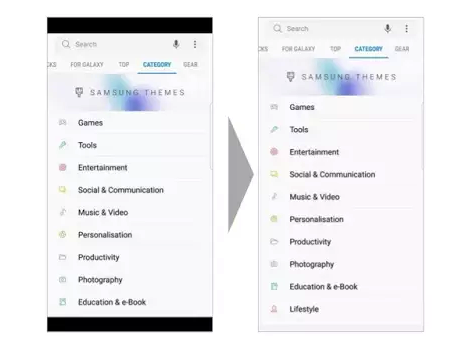 Search
CKS FOR GALAXY TOP CATEGORY GEAR
SAMSUNG THEMES
Games
Tools
Entertainment
Social & Communication
Music & Video
Personalisation
Productivity
Photography
Education & e-Book
Search
CKS FOR GALAXY TOP CATEGORY GEAR
SAMSUNG THEMES
Games
Tools
Entertainment
Social & Communication
Music & Video
Personalisation
Productivity
Photography
Education & e-Book
Lifestyle